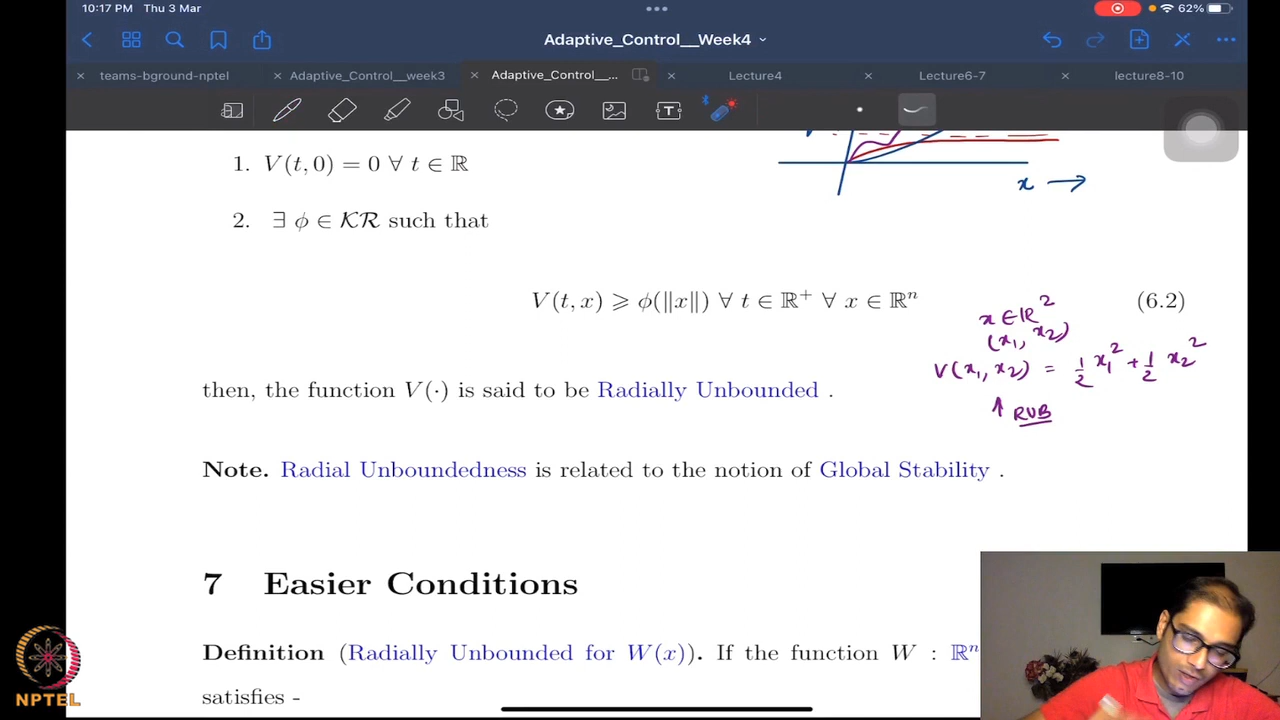 10:17 PM Thu 3 Mar
62%
Adaptive_Control__Week4
teams-bground-nptel
Adaptive_Control__week3
Adaptive_Control__...
Lecture4
Lecture6-7
lecture8-10
1. V(t, 0) = 0 ∀ t ∈ ℝ
x →
2. ∃ ϕ ∈ 𝒦ℛ such that
V(t, x) ⩾ ϕ(‖x‖) ∀ t ∈ ℝ⁺ ∀ x ∈ ℝⁿ (6.2)
x ∈ ℝ²
(x₁, x₂)
V(x₁, x₂) = ½ x₁² + ½ x₂²
↑ RUB
then, the function V(·) is said to be Radially Unbounded .
Note. Radial Unboundedness is related to the notion of Global Stability .
7 Easier Conditions
Definition (Radially Unbounded for W(x)). If the function W : ℝⁿ
satisfies -
NPTEL